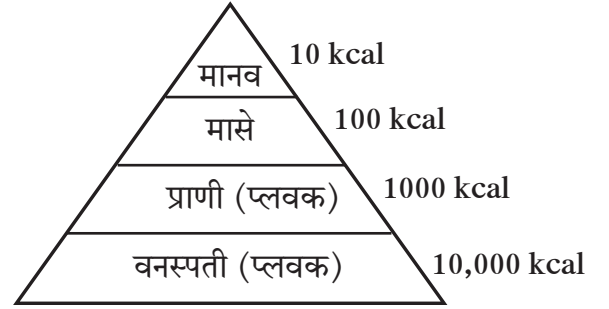 मानव 10 kcal
मासे 100 kcal
प्राणी (प्लवक) 1000 kcal
वनस्पती (प्लवक) 10,000 kcal